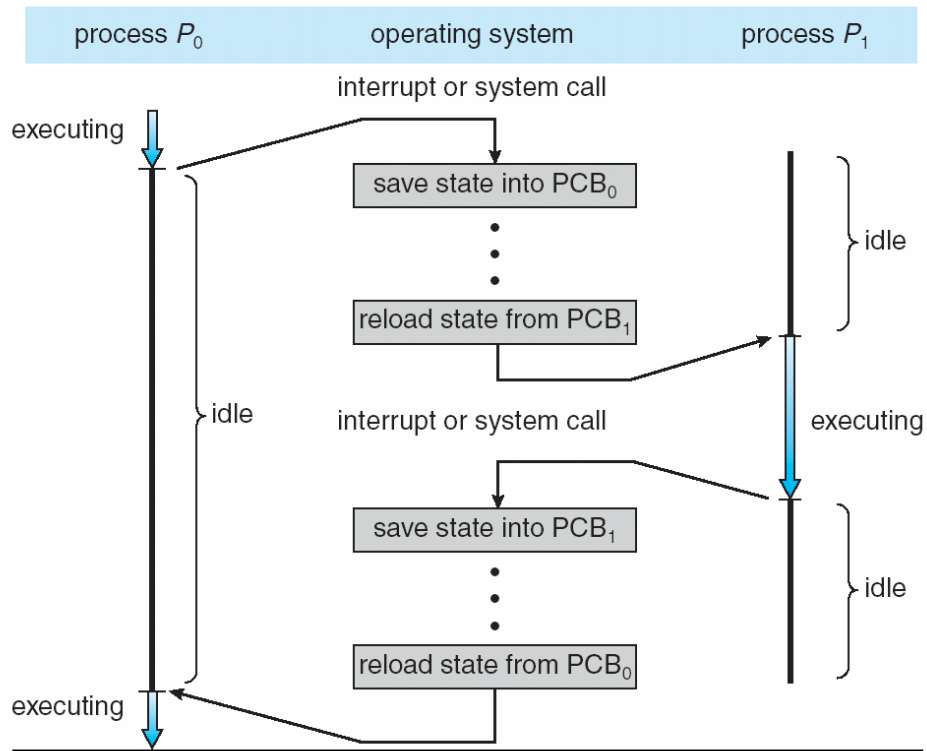 process P₀ operating system process P₁
interrupt or system call
executing
save state into PCB₀
idle
reload state from PCB₁
idle
interrupt or system call
executing
save state into PCB₁
idle
reload state from PCB₀
executing